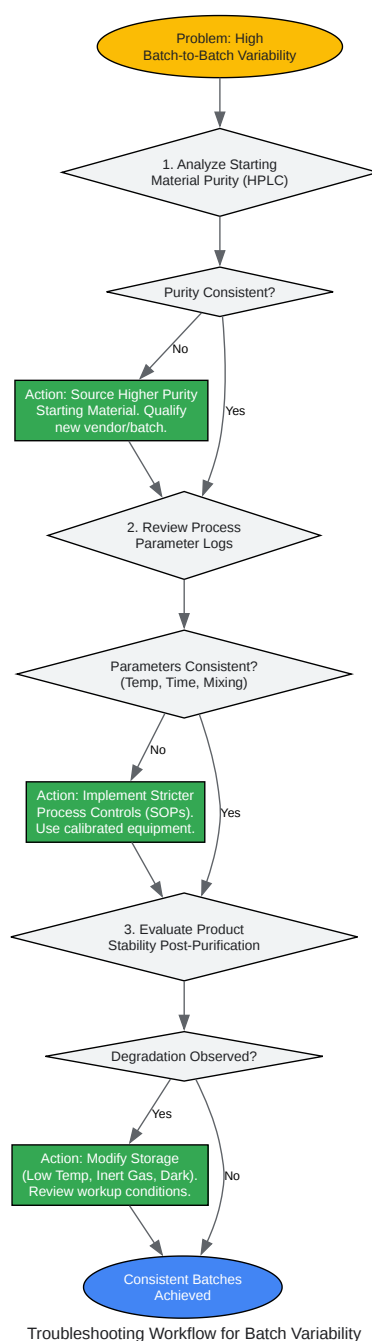 Problem: High
Batch-to-Batch Variability
1. Analyze Starting
Material Purity (HPLC)
Purity Consistent?
No
Action: Source Higher Purity
Starting Material. Qualify
new vendor/batch.
Yes
2. Review Process
Parameter Logs
Parameters Consistent?
(Temp, Time, Mixing)
No
Action: Implement Stricter
Process Controls (SOPs).
Use calibrated equipment.
Yes
3. Evaluate Product
Stability Post-Purification
Degradation Observed?
Yes
Action: Modify Storage
(Low Temp, Inert Gas, Dark).
Review workup conditions.
No
Consistent Batches
Achieved
Troubleshooting Workflow for Batch Variability